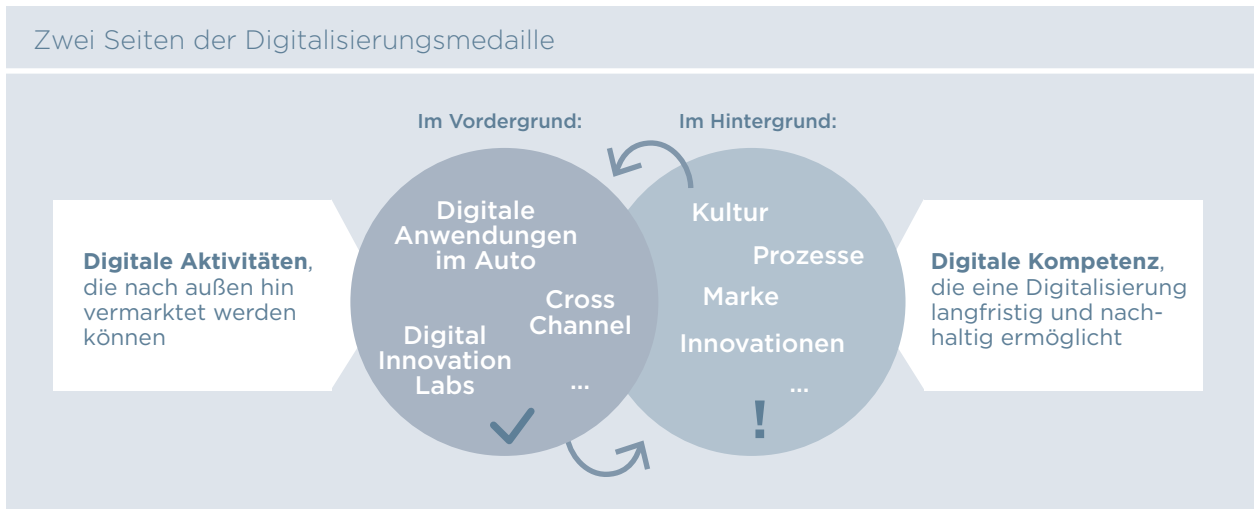 Zwei Seiten der Digitalisierungsmedaille
Im Vordergrund:
Im Hintergrund:
Digitale Aktivitäten,
die nach außen hin
vermarktet werden
können
Digitale
Anwendungen
im Auto
Cross
Channel
Digital
Innovation
Labs
...
Kultur
Prozesse
Marke
Innovationen
...
!
Digitale Kompetenz,
die eine Digitalisierung
langfristig und nach-
haltig ermöglicht